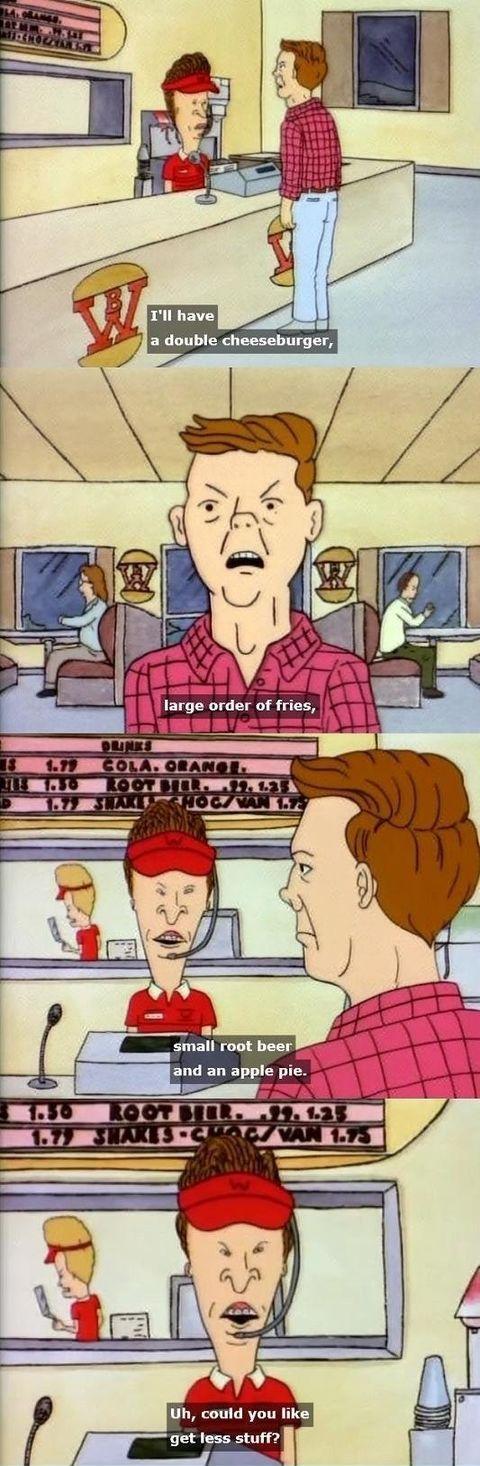 LA, ORANGE,
I'll have
a double cheeseburger,
large order of fries,
DRINKS
1.79 COLA, ORANGE,
1.50 ROOT BEER. .99, 1.25
1.79 SHAKES CHOC/VAN 1.75
W
small root beer
and an apple pie.
1.50 ROOT BEER. .99, 1.25
1.79 SHAKES-CHOC/VAN 1.75
W
Uh, could you like
get less stuff?